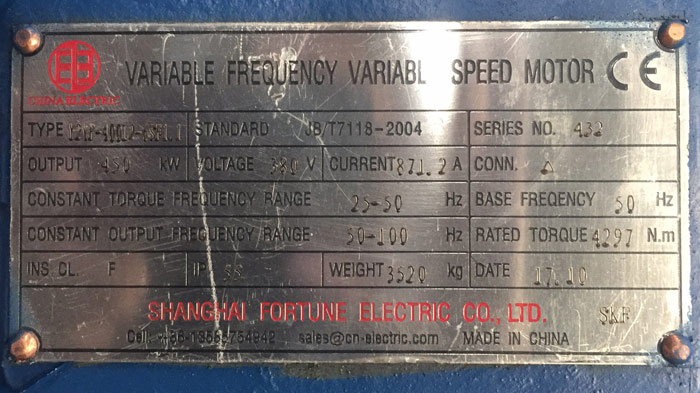 VARIABLE FREQUENCY VARIABL SPEED MOTOR CE
CHINA ELECTRIC
TYPE STANDARD JB/T7118-2004 SERIES NO. 432
OUTPUT 450 KW VOLTAGE 380 V CURRENT 871.2 A CONN. △
CONSTANT TORQUE FREQUENCY RANGE 25-50 Hz BASE FREQENCY 50 Hz
CONSTANT OUTPUT FREQUENCY RANGE 50-100 Hz RATED TORQUE 4297 N.m
INS CL. F IP 55 WEIGHT 3520 kg DATE 17.10
SHANGHAI FORTUNE ELECTRIC CO., LTD. SKF
Cell: sales@cn-electric.com MADE IN CHINA